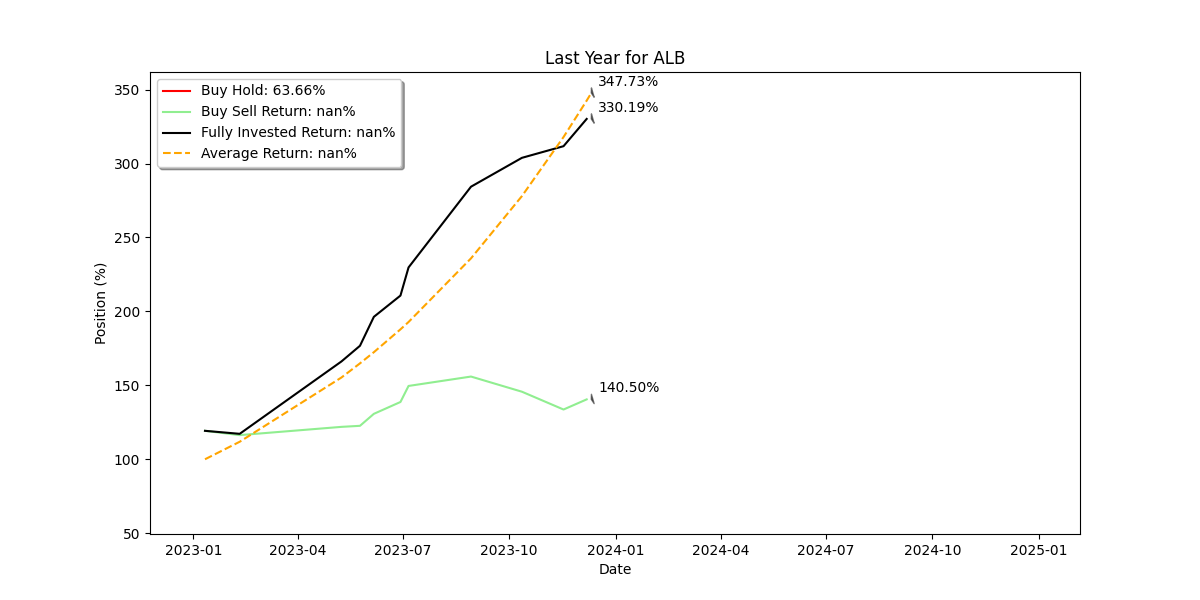 Last Year for ALB
347.73%
330.19%
140.50%
Buy Hold: 63.66%
Buy Sell Return: nan%
Fully Invested Return: nan%
Average Return: nan%
Position (%)
350
300
250
200
150
100
50
2023-01
2023-04
2023-07
2023-10
2024-01
2024-04
2024-07
2024-10
2025-01
Date